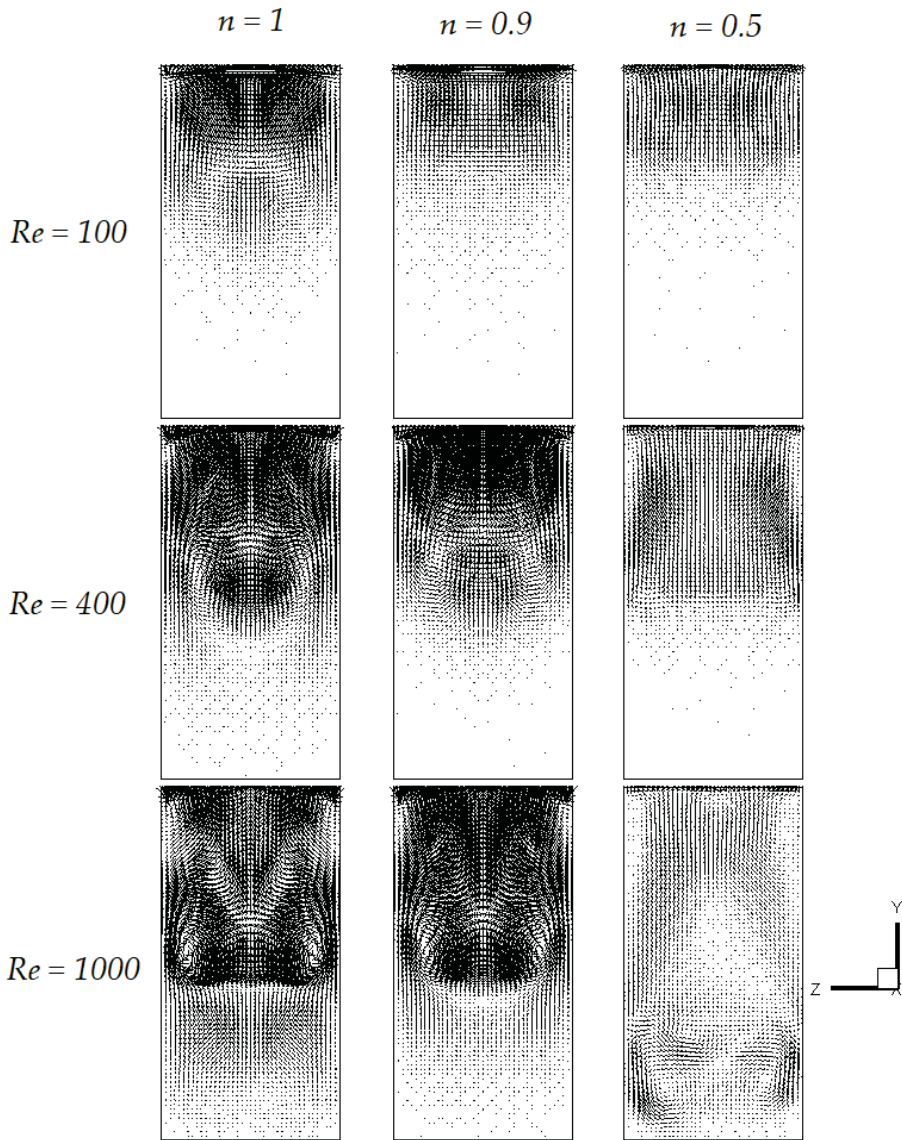 n = 1 n = 0.9 n = 0.5
Re = 100
Re = 400
Re = 1000
Y
Z X